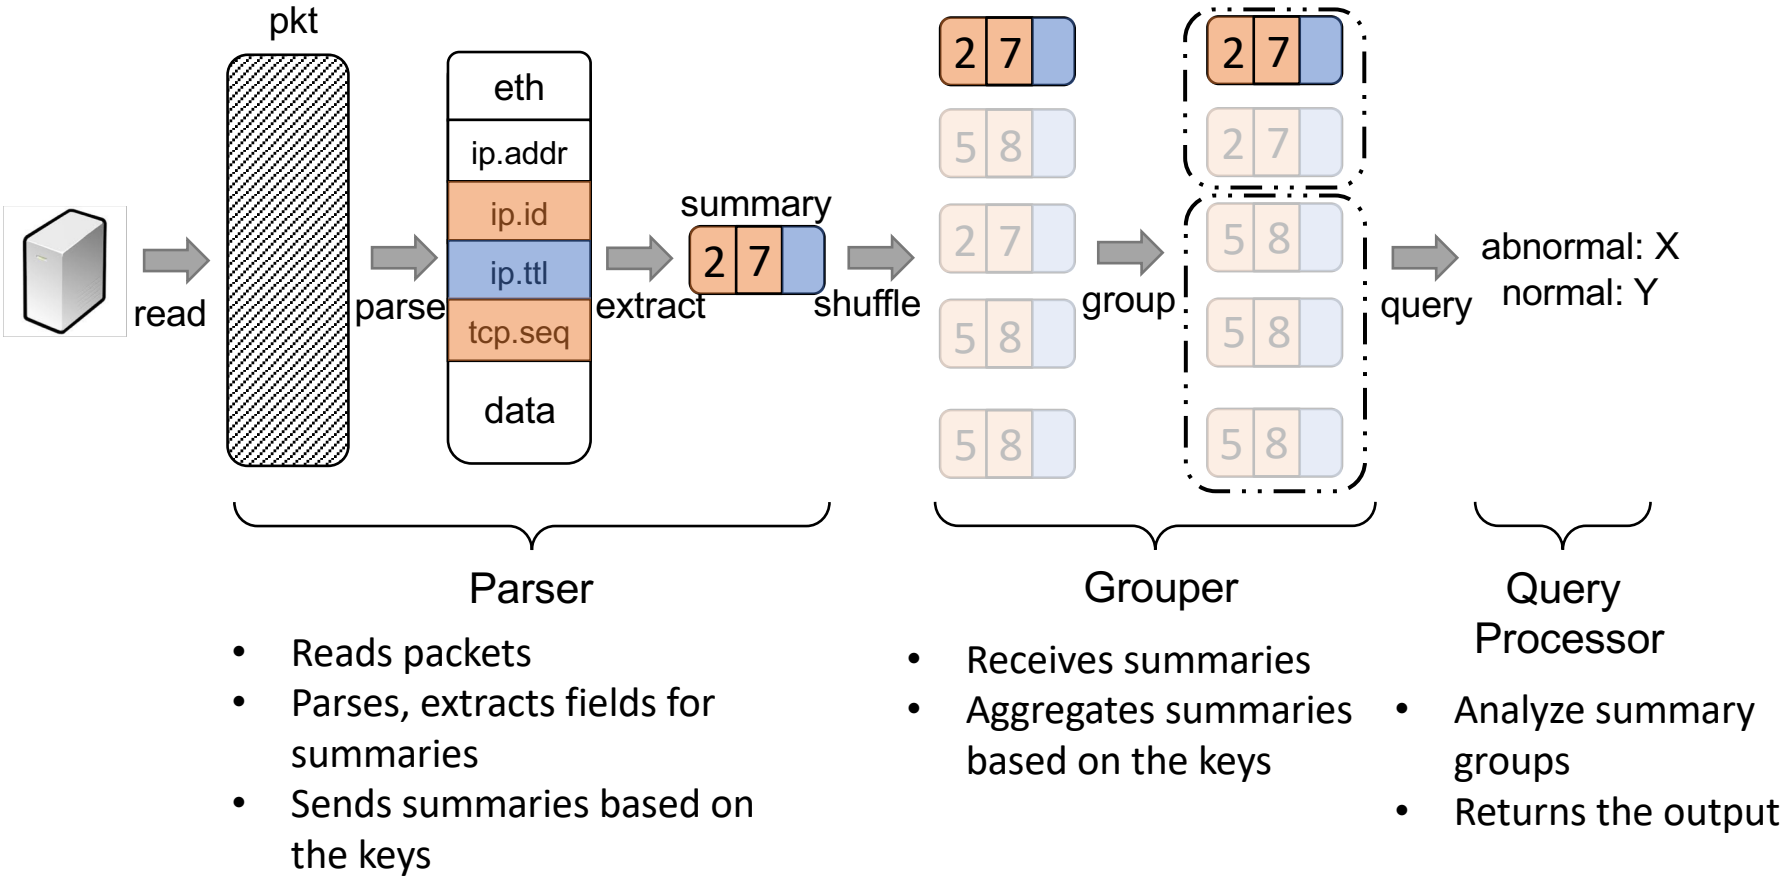 pkt
eth
ip.addr
ip.id
ip.ttl
tcp.seq
data
read
parse
extract
summary
2 7
shuffle
2 7
5 8
2 7
5 8
5 8
group
2 7
2 7
5 8
5 8
5 8
query
abnormal: X
normal: Y
Parser
• Reads packets
• Parses, extracts fields for
summaries
• Sends summaries based on
the keys
Grouper
• Receives summaries
• Aggregates summaries
based on the keys
Query
Processor
• Analyze summary
groups
• Returns the output